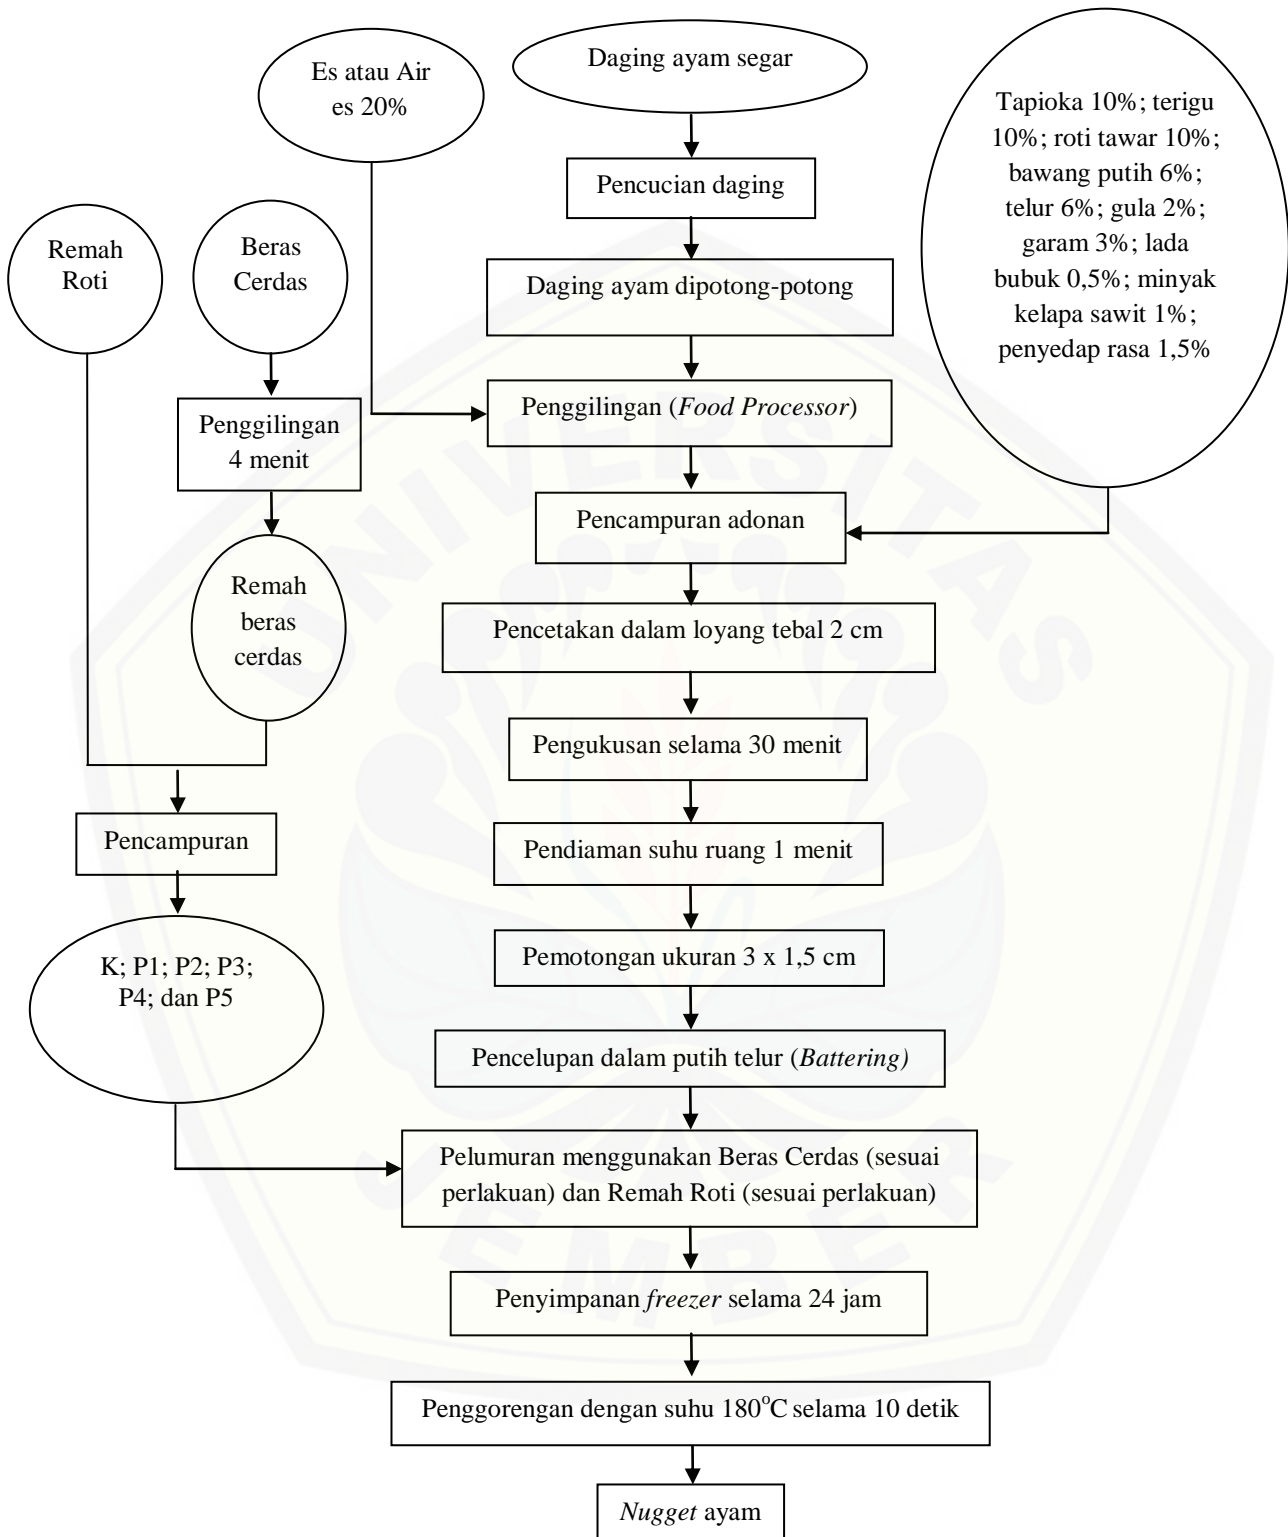 Es atau Air
es 20%
Daging ayam segar
Tapioka 10%; terigu
10%; roti tawar 10%;
bawang putih 6%;
telur 6%; gula 2%;
garam 3%; lada
bubuk 0,5%; minyak
kelapa sawit 1%;
penyedap rasa 1,5%
Pencucian daging
Remah
Roti
Beras
Cerdas
Daging ayam dipotong-potong
Penggilingan (Food Processor)
Penggilingan
4 menit
Pencampuran adonan
Remah
beras
cerdas
Pencetakan dalam loyang tebal 2 cm
Pengukusan selama 30 menit
Pencampuran
Pendiaman suhu ruang 1 menit
K; P1; P2; P3;
P4; dan P5
Pemotongan ukuran 3 x 1,5 cm
Pencelupan dalam putih telur (Battering)
Pelumuran menggunakan Beras Cerdas (sesuai
perlakuan) dan Remah Roti (sesuai perlakuan)
Penyimpanan freezer selama 24 jam
Penggorengan dengan suhu 180°C selama 10 detik
Nugget ayam
UNIVERSITAS
JEMBER